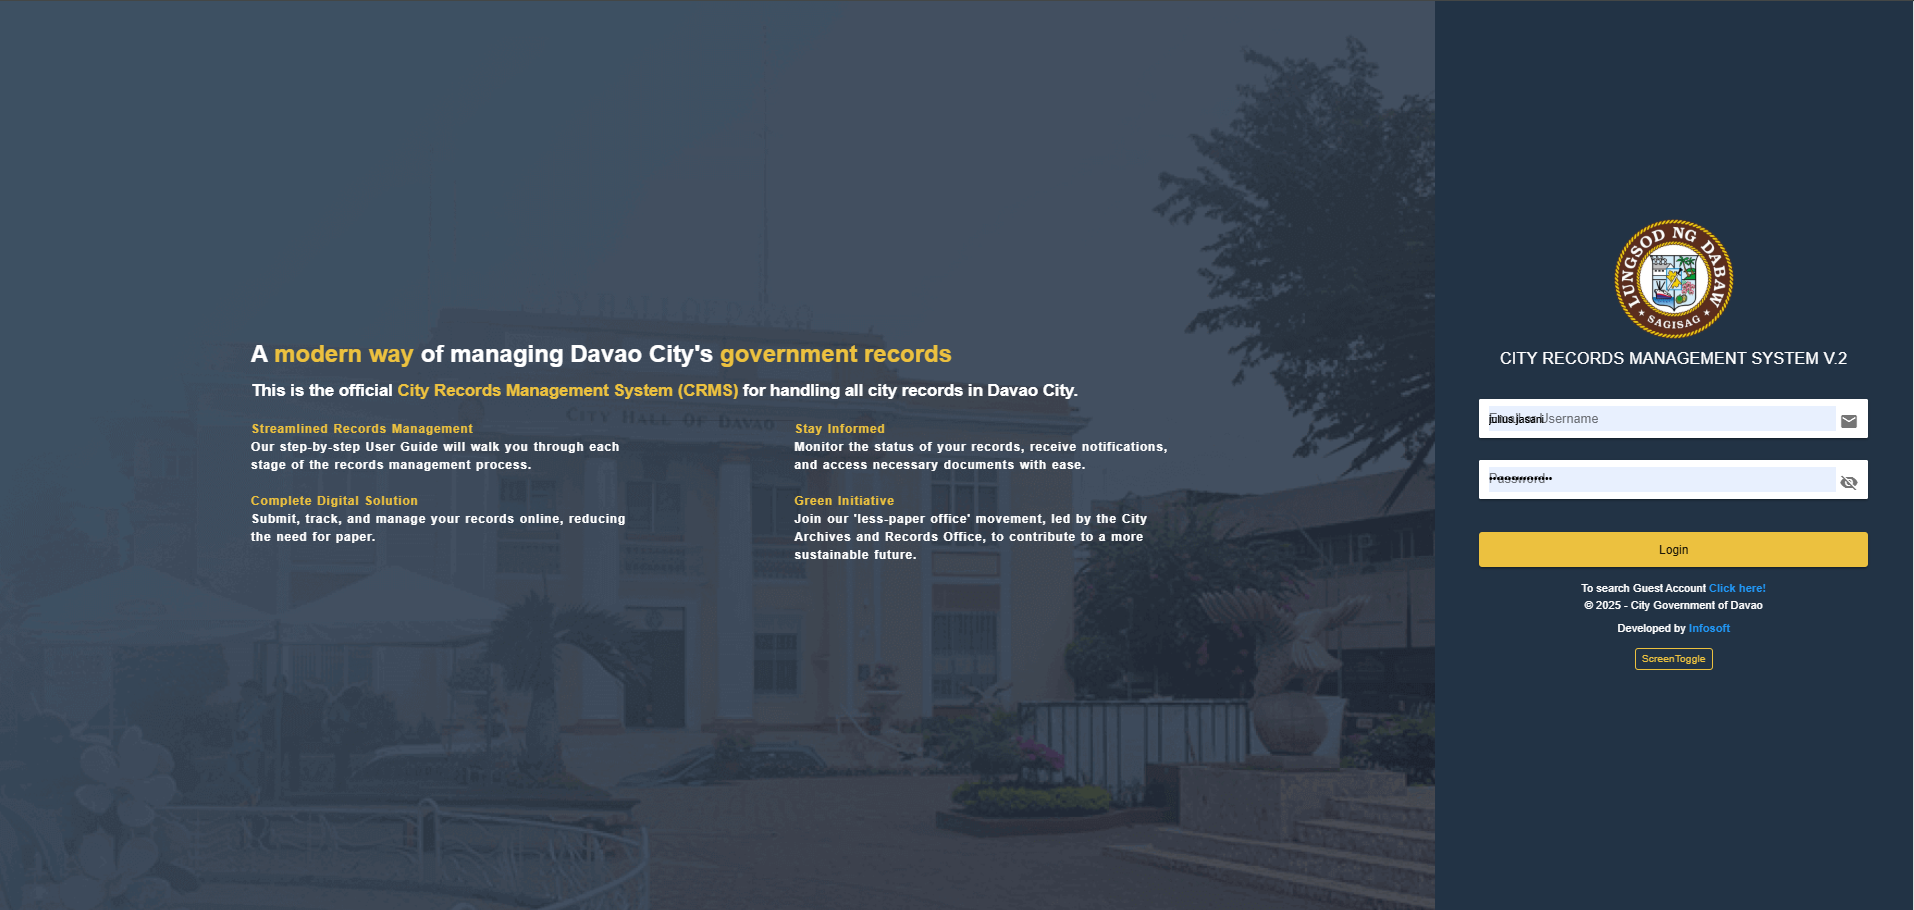 A modern way of managing Davao City's government records
This is the official City Records Management System (CRMS) for handling all city records in Davao City.
Streamlined Records Management
Our step-by-step User Guide will walk you through each
stage of the records management process.
Stay Informed
Monitor the status of your records, receive notifications,
and access necessary documents with ease.
Complete Digital Solution
Submit, track, and manage your records online, reducing
the need for paper.
Green Initiative
Join our 'less-paper office' movement, led by the City
Archives and Records Office, to contribute to a more
sustainable future.
CITY HALL OF DAVAO
LUNGSOD NG DABAW
SAGISAG
CITY RECORDS MANAGEMENT SYSTEM V.2
Email or Username
Password
Login
To search Guest Account Click here!
© 2025 - City Government of Davao
Developed by Infosoft
ScreenToggle